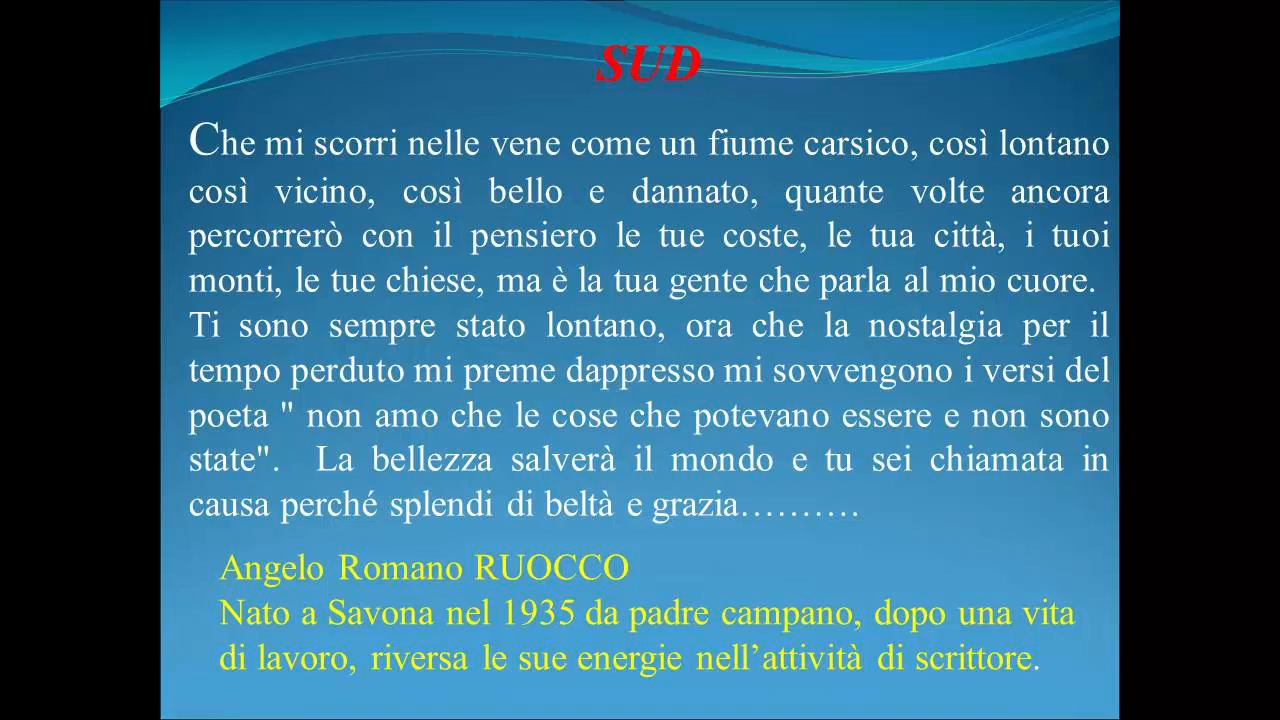 SUD
Che mi scorri nelle vene come un fiume carsico, così lontano
così vicino, così bello e dannato, quante volte ancora
percorrerò con il pensiero le tue coste, le tua città, i tuoi
monti, le tue chiese, ma è la tua gente che parla al mio cuore.
Ti sono sempre stato lontano, ora che la nostalgia per il
tempo perduto mi preme dappresso mi sovvengono i versi del
poeta " non amo che le cose che potevano essere e non sono
state". La bellezza salverà il mondo e tu sei chiamata in
causa perché splendi di beltà e grazia……….
Angelo Romano RUOCCO
Nato a Savona nel 1935 da padre campano, dopo una vita
di lavoro, riversa le sue energie nell’attività di scrittore.